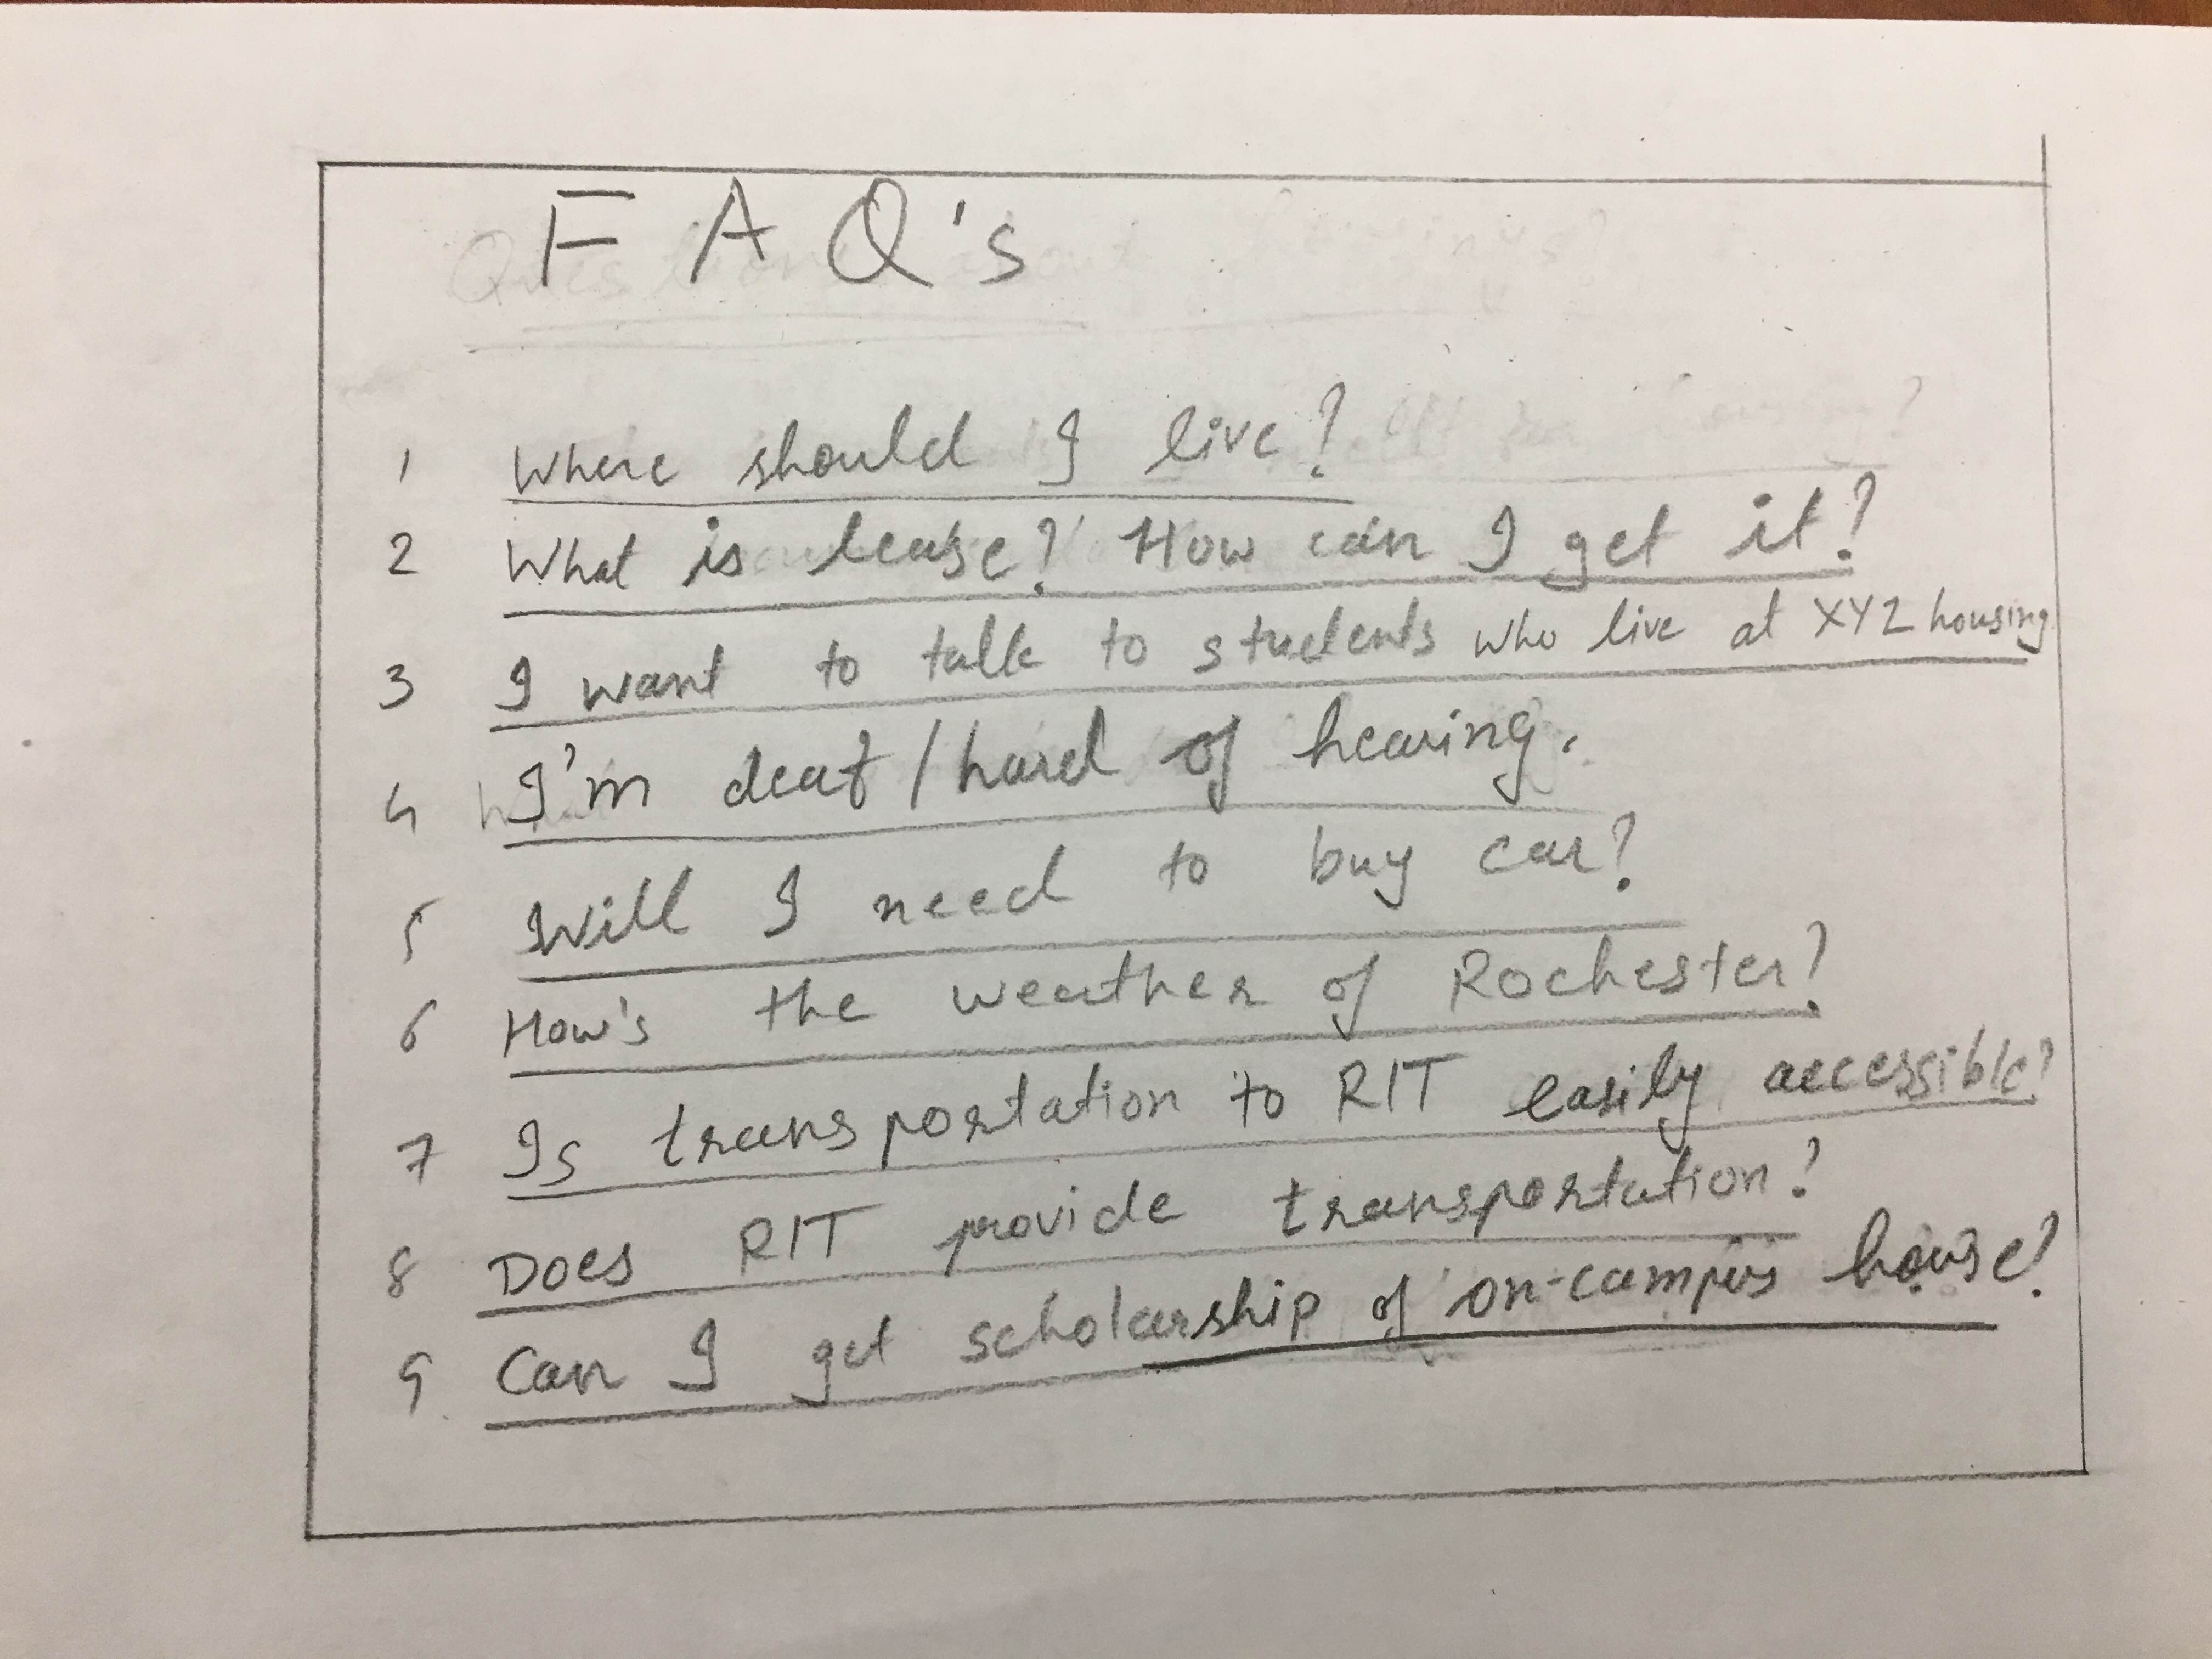 FAQ's
1 Where should I live?
2 What is lease? How can I get it?
3 I want to talk to students who live at XYZ housing
4 I'm deaf/hard of hearing.
5 Will I need to buy car?
6 How's the weather of Rochester?
7 Is transportation to RIT easily accessible?
8 Does RIT provide transportation?
9 Can I get scholarship of on-campus house?